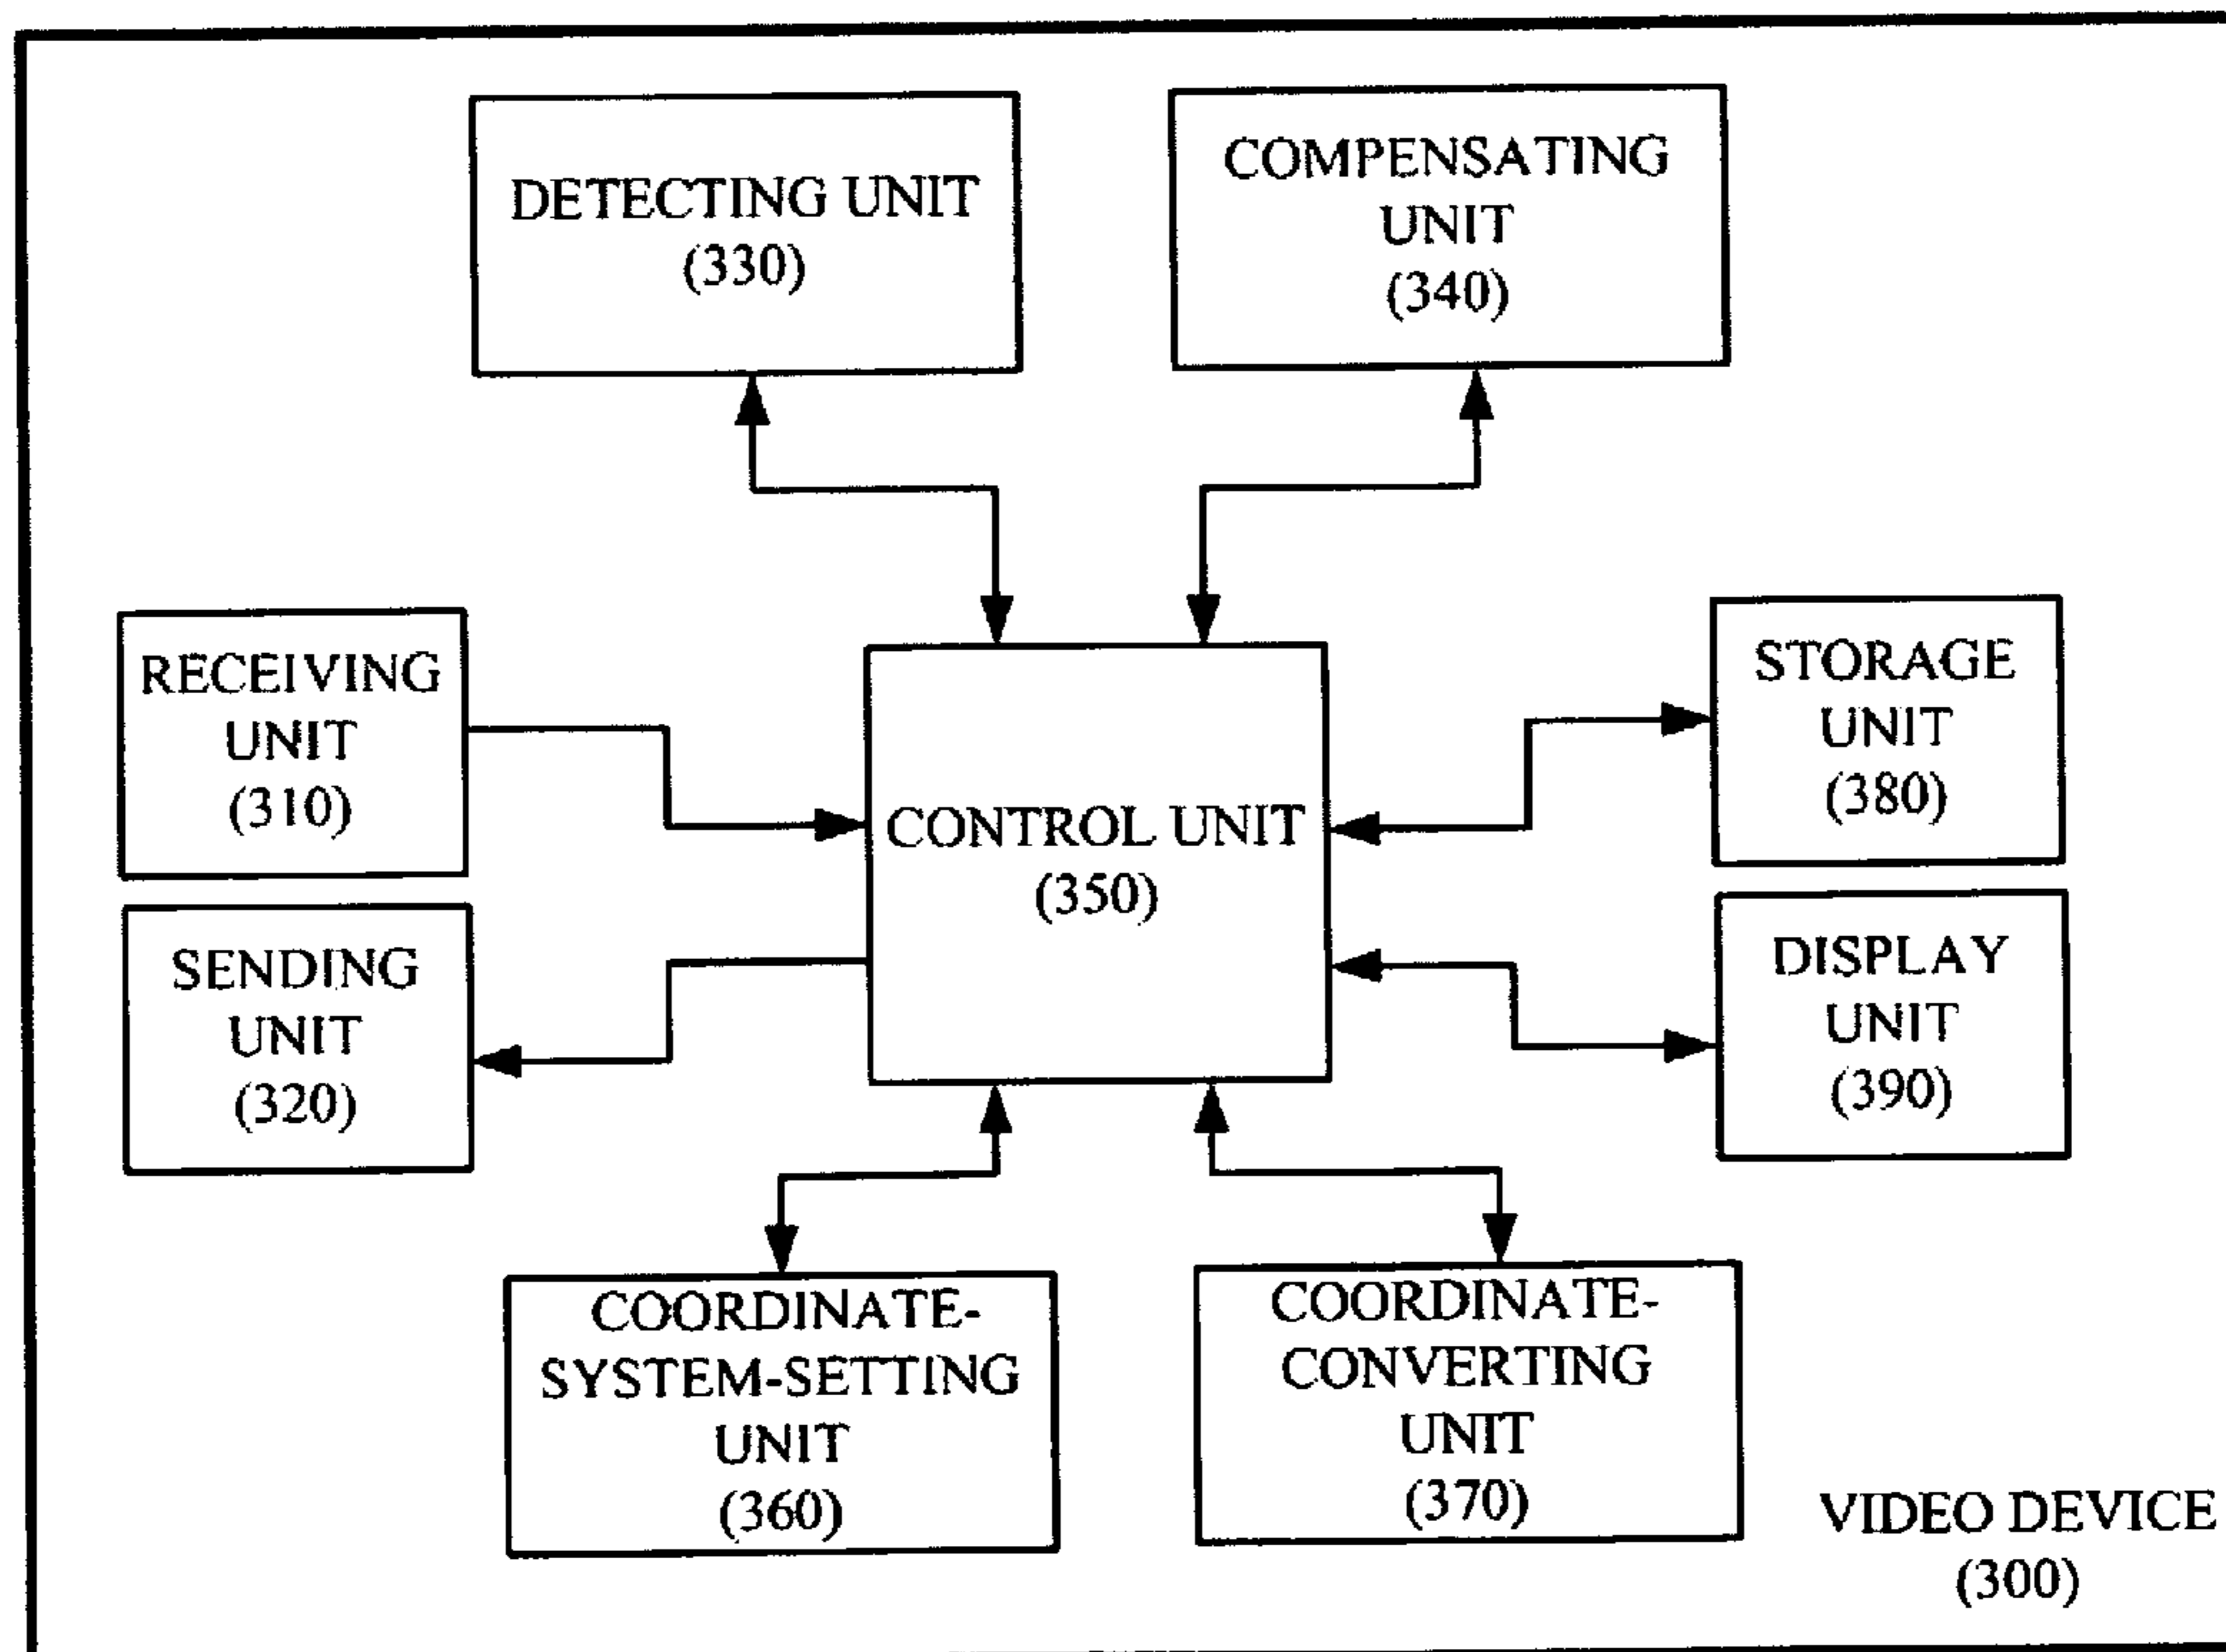 DETECTING UNIT
(330)
COMPENSATING
UNIT
(340)
RECEIVING
UNIT
(310)
STORAGE
UNIT
(380)
CONTROL UNIT
(350)
SENDING
UNIT
(320)
DISPLAY
UNIT
(390)
COORDINATE-
SYSTEM-SETTING
UNIT
(360)
COORDINATE-
CONVERTING
UNIT
(370)
VIDEO DEVICE
(300)